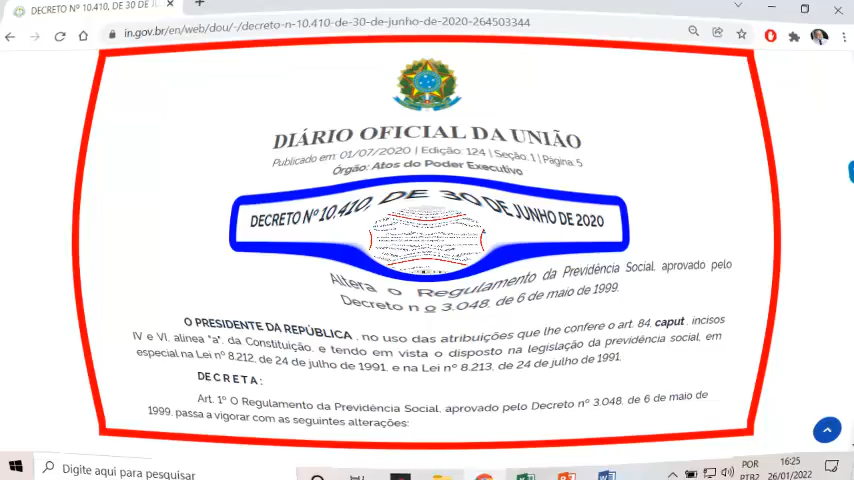 DECRETO Nº 10.410, DE 30 DE J
in.gov.br/en/web/dou/-/decreto-n-10.410-de-30-de-junho-de-2020-264503344
DIÁRIO OFICIAL DA UNIÃO
Publicado em: 01/07/2020 | Edição: 124 | Seção: 1 | Página: 5
Órgão: Atos do Poder Executivo
DECRETO Nº 10.410, DE 30 DE JUNHO DE 2020
Altera o Regulamento da Previdência Social, aprovado pelo
Decreto n º 3.048, de 6 de maio de 1999.
O PRESIDENTE DA REPÚBLICA , no uso das atribuições que lhe confere o art. 84, caput , incisos
IV e VI, alínea "a", da Constituição, e tendo em vista o disposto na legislação da previdência social, em
especial na Lei nº 8.212, de 24 de julho de 1991, e na Lei nº 8.213, de 24 de julho de 1991,
DECRETA:
Art. 1º O Regulamento da Previdência Social, aprovado pelo Decreto nº 3.048, de 6 de maio de
1999, passa a vigorar com as seguintes alterações:
Digite aqui para pesquisar
POR
PTB2
16:25
26/01/2022